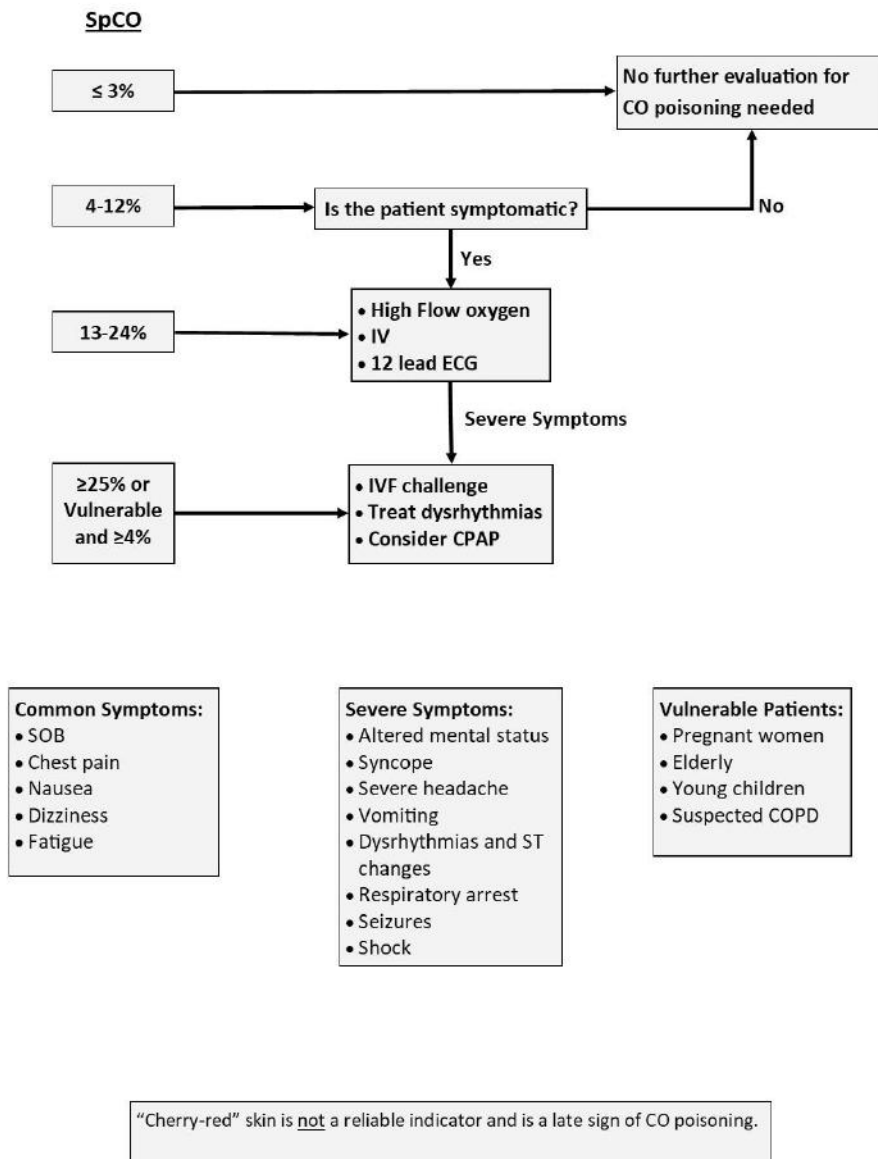 SpCO
≤ 3%
No further evaluation for
CO poisoning needed
4-12%
Is the patient symptomatic?
No
Yes
13-24%
• High Flow oxygen
• IV
• 12 lead ECG
Severe Symptoms
≥25% or
Vulnerable
and ≥4%
• IVF challenge
• Treat dysrhythmias
• Consider CPAP
Common Symptoms:
• SOB
• Chest pain
• Nausea
• Dizziness
• Fatigue
Severe Symptoms:
• Altered mental status
• Syncope
• Severe headache
• Vomiting
• Dysrhythmias and ST
changes
• Respiratory arrest
• Seizures
• Shock
Vulnerable Patients:
• Pregnant women
• Elderly
• Young children
• Suspected COPD
“Cherry-red” skin is not a reliable indicator and is a late sign of CO poisoning.